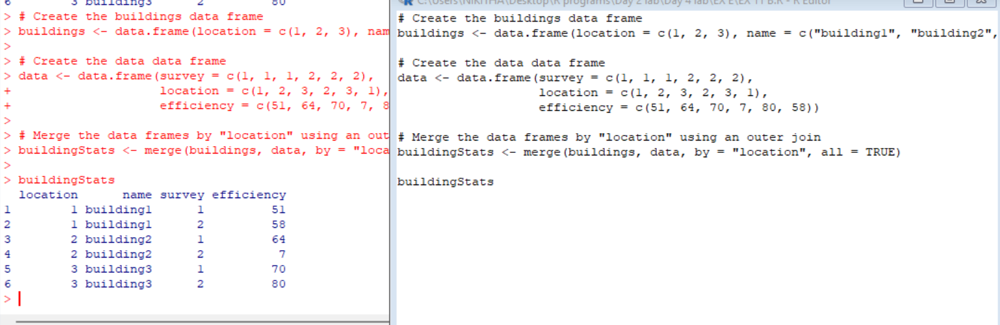 6 3 building3 2 80
> # Create the buildings data frame
> buildings <- data.frame(location = c(1, 2, 3), nam
>
> # Create the data data frame
> data <- data.frame(survey = c(1, 1, 1, 2, 2, 2),
+ location = c(1, 2, 3, 2, 3, 1),
+ efficiency = c(51, 64, 70, 7, 8
>
> # Merge the data frames by "location" using an out
> buildingStats <- merge(buildings, data, by = "loca
>
> buildingStats
location name survey efficiency
1 1 building1 1 51
2 1 building1 2 58
3 2 building2 1 64
4 2 building2 2 7
5 3 building3 1 70
6 3 building3 2 80
>
C:\Users\NIKITHA\Desktop\R programs\Day 2 lab\Day 4 lab\EX E\EX 11 B.R - R Editor
# Create the buildings data frame
buildings <- data.frame(location = c(1, 2, 3), name = c("building1", "building2",
# Create the data data frame
data <- data.frame(survey = c(1, 1, 1, 2, 2, 2),
location = c(1, 2, 3, 2, 3, 1),
efficiency = c(51, 64, 70, 7, 80, 58))
# Merge the data frames by "location" using an outer join
buildingStats <- merge(buildings, data, by = "location", all = TRUE)
buildingStats